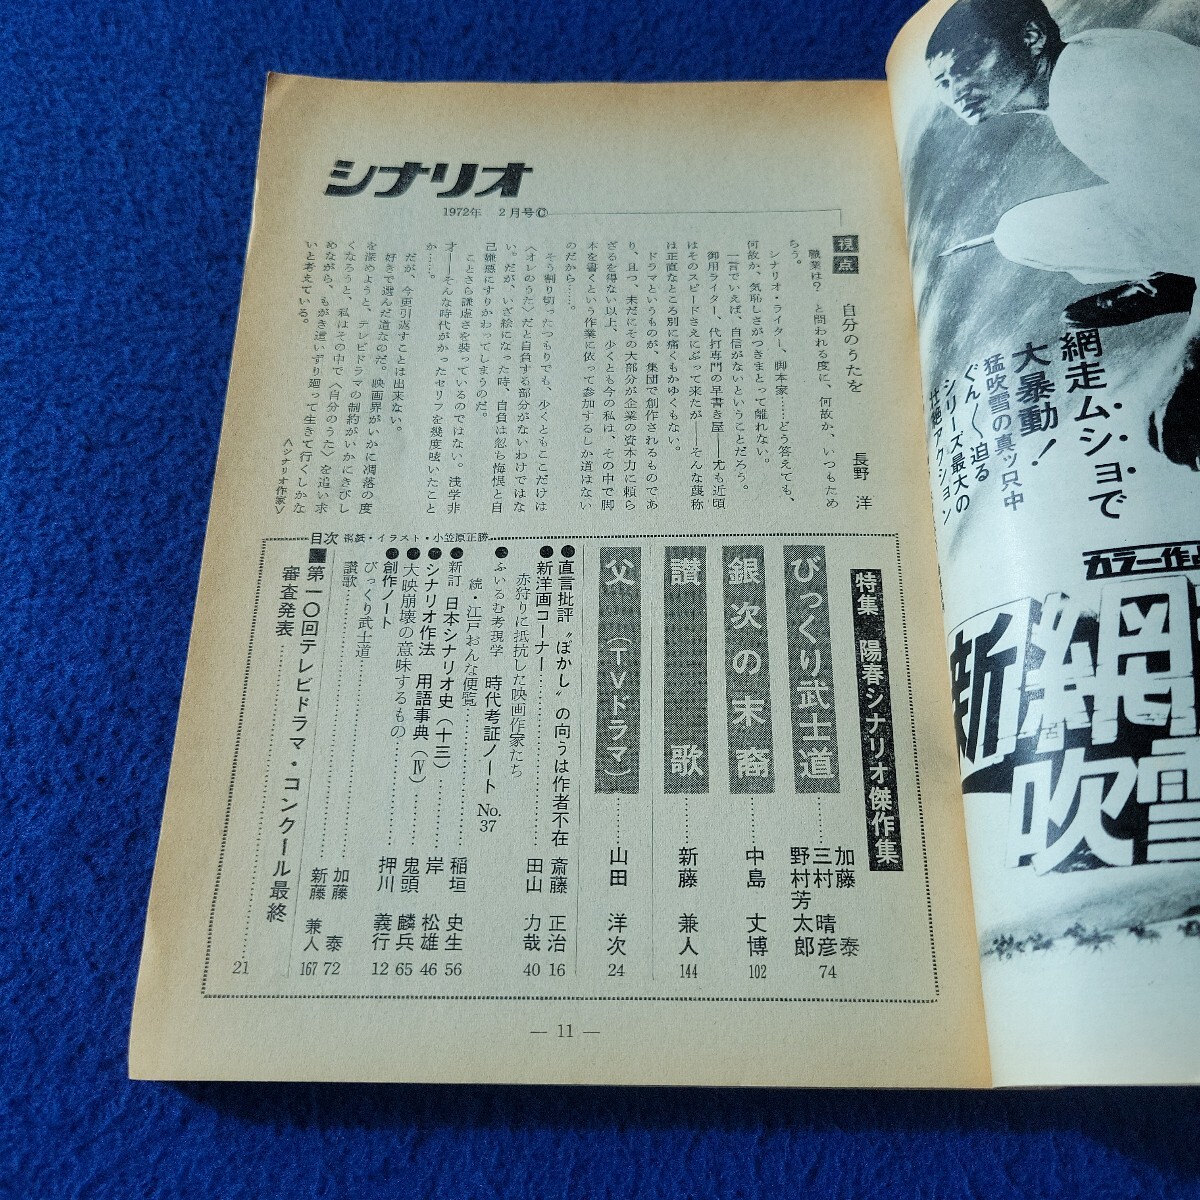 シナリオ
1972年 2月号©
視点
自分のうたを
長野 洋
職業は? と問われる度に、何故か、いつもため
らう。
シナリオ・ライター、脚本家……どう答えても、
何故か、気恥しさがつきまとって離れない。
一言でいえば、自信がないということだろう。
御用ライター、代打専門の早書き屋――尤も近頃
はそのスピードさえにぶって来たが――そんな蔑称
は正直なところ別に痛くもかゆくもない。
ドラマというものが、集団で創作されるものであ
り、且つ、未だにその大部分が企業の資本力に頼ら
ざるを得ない以上、少くとも今の私は、その中で脚
本を書くという作業に依って参加するしか道はない
のだから……。
そう割り切ったつもりでも、少くともここだけは
〈オレのうた〉だと自負する部分がないわけではな
い。だが、いざ絵になった時、自負は忽ち悔恨と自
己嫌悪にすりかわってしまうのだ。
ことさら謙虚さを装っているのではない。浅学非
才――そんな時代がかったセリフを幾度呟いたこと
か……。
だが、今更引返すことは出来ない。
好きで選んだ道なのだ。映画界がいかに凋落の度
を深めようと、テレビドラマの制約がいかにきびし
くなろうと、私はその中で〈自分のうた〉を追い求
めながら、もがき這いずり廻って生きて行くしかな
いと考えている。
〈シナリオ作家〉
目次 表紙・イラスト・小笠原正勝
特集 陽春シナリオ傑作集
びっくり武士道……加藤 泰 三村 晴彦 野村芳太郎 74
銀次の末裔……中島 丈博 102
讃歌……新藤 兼人 144
父(TVドラマ)……山田 洋次 24
●直言批評 “ぼかし”の向うは作者不在 斎藤 正治 16
●新洋画コーナー……田山 力哉 40
赤狩りに抵抗した映画作家たち
●ふいるむ考現学 時代考証ノート No.37
続・江戸おんな便覧……稲垣 史生 56
●新訂 日本シナリオ史(十三)……岸 松雄 46
●シナリオ作法 用語事典(Ⅳ)……鬼頭 麟兵 65
●大映崩壊の意味するもの……押川 義行 12
●創作ノート
びっくり武士道……加藤 泰 72
讃歌……新藤 兼人 167
■第一〇回テレビドラマ・コンクール最終
審査発表……21
― 11 ―
網走ムショで
大暴動!
猛吹雪の真ッ只中
ぐん〳〵迫る
シリーズ最大の
壮絶アクション
カラー作
新網
吹雪